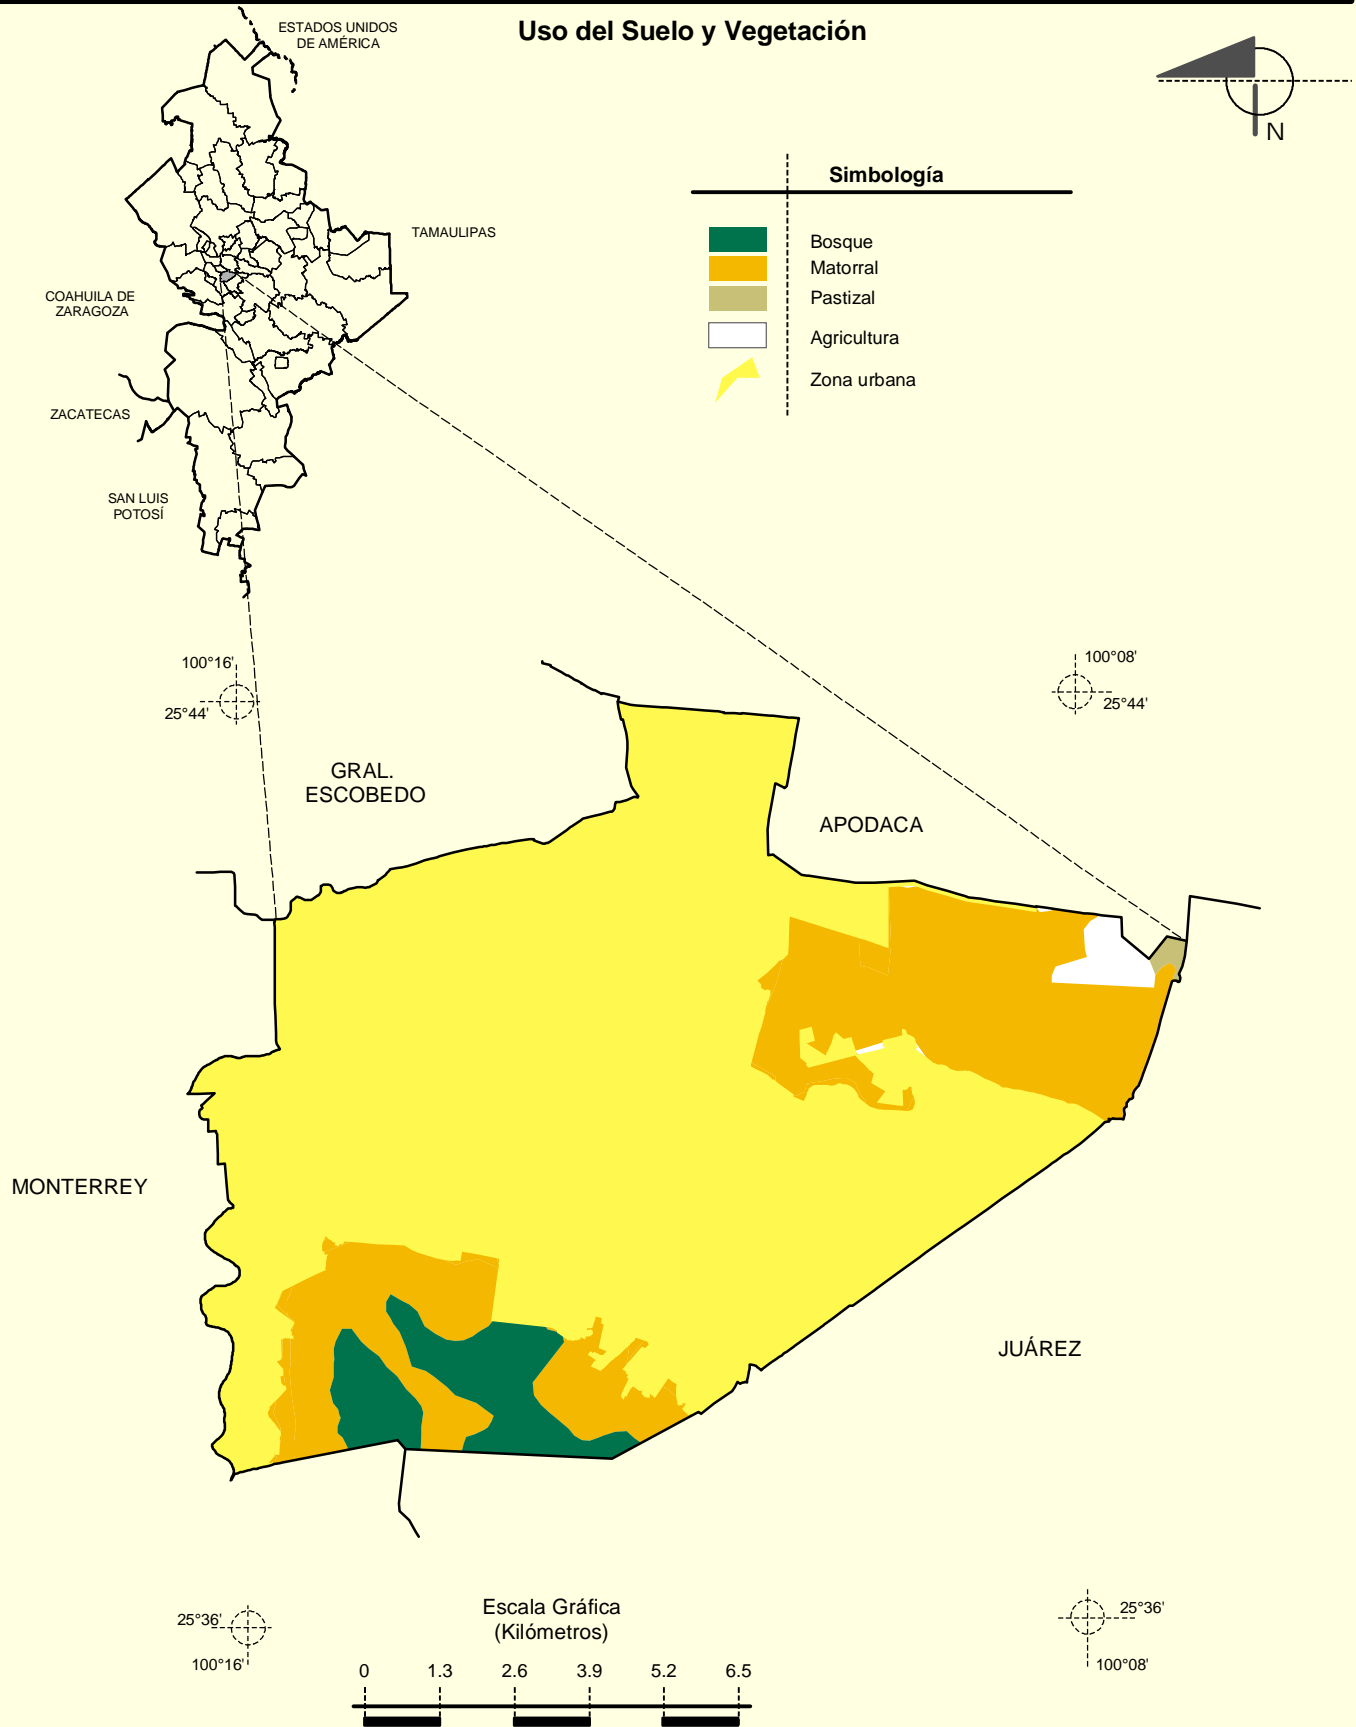 Uso del Suelo y Vegetación
ESTADOS UNIDOS
DE AMÉRICA
N
Simbología
TAMAULIPAS
Bosque
Matorral
Pastizal
Agricultura
Zona urbana
COAHUILA DE
ZARAGOZA
ZACATECAS
SAN LUIS
POTOSÍ
100°16'
25°44'
100°08'
25°44'
GRAL.
ESCOBEDO
APODACA
MONTERREY
JUÁREZ
25°36'
100°16'
Escala Gráfica
(Kilómetros)
0 1.3 2.6 3.9 5.2 6.5
25°36'
100°08'